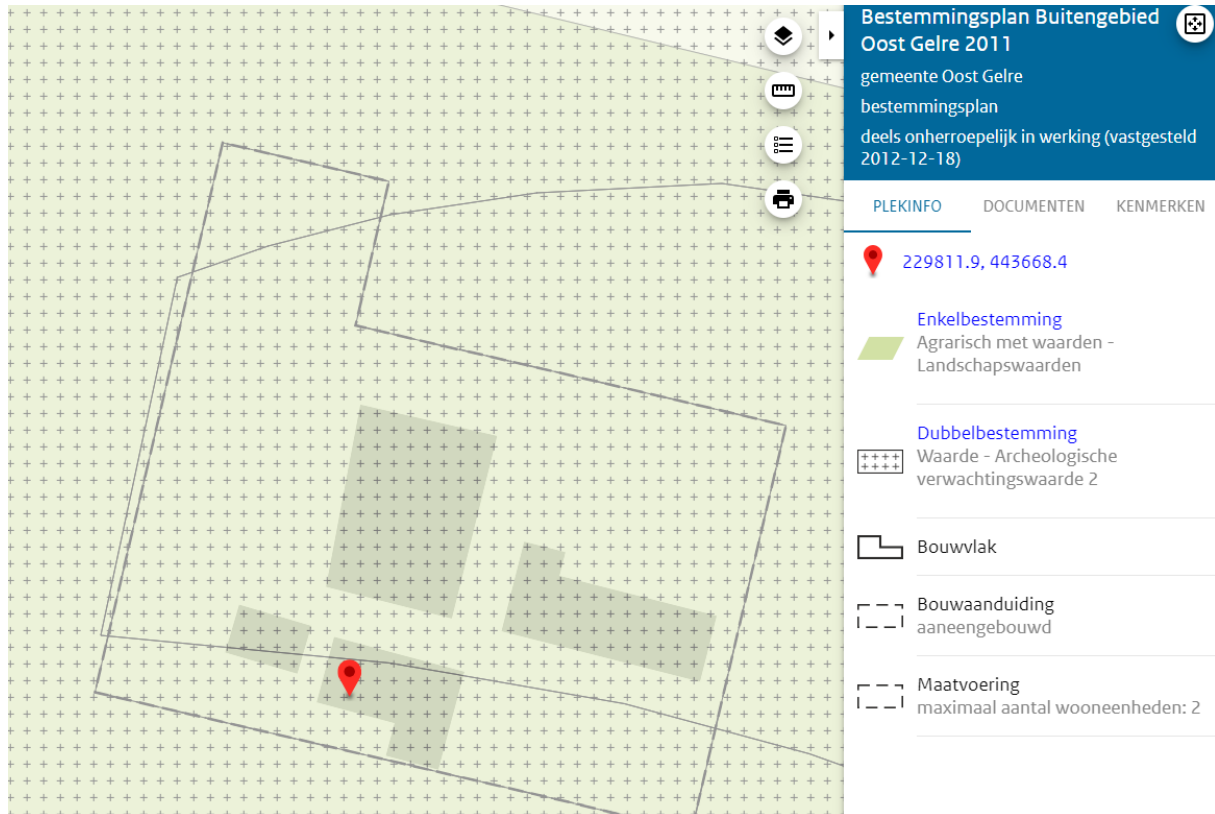 Bestemmingsplan Buitengebied
Oost Gelre 2011
gemeente Oost Gelre
bestemmingsplan
deels onherroepelijk in werking (vastgesteld
2012-12-18)
PLEKINFO DOCUMENTEN KENMERKEN
229811.9, 443668.4
Enkelbestemming
Agrarisch met waarden -
Landschapswaarden
Dubbelbestemming
Waarde - Archeologische
verwachtingswaarde 2
Bouwvlak
Bouwaanduiding
aaneengebouwd
Maatvoering
maximaal aantal wooneenheden: 2